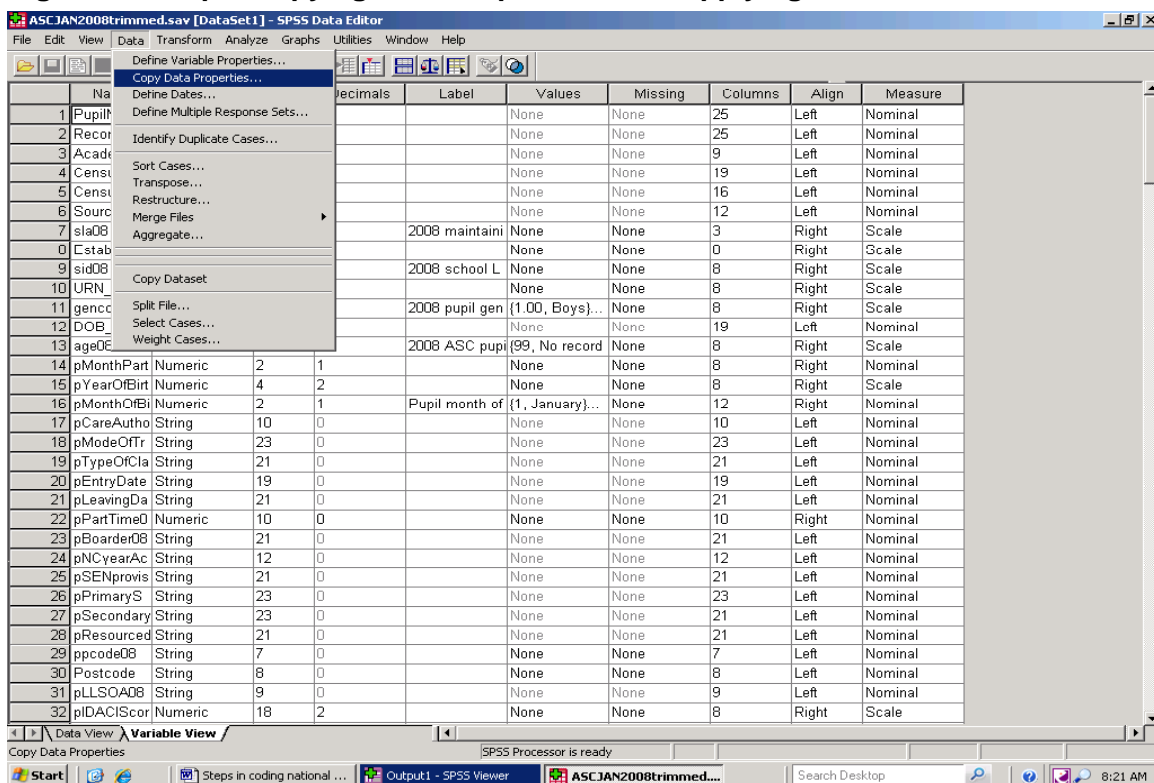 ASCJAN2008trimmed.sav [DataSet1] - SPSS Data Editor
File Edit View Data Transform Analyze Graphs Utilities Window Help
Define Variable Properties...
Copy Data Properties...
Define Dates...
Define Multiple Response Sets...
Identify Duplicate Cases...
Sort Cases...
Transpose...
Restructure...
Merge Files
Aggregate...
Copy Dataset
Split File...
Select Cases...
Weight Cases...
Na Decimals Label Values Missing Columns Align Measure
1 PupilN None None 25 Left Nominal
2 Recor None None 25 Left Nominal
3 Acade None None 9 Left Nominal
4 Censu None None 19 Left Nominal
5 Censu None None 16 Left Nominal
6 Sourc None None 12 Left Nominal
7 sla08 2008 maintaini None None 3 Right Scale
0 Estab None None 0 Right Scale
9 sid08 2008 school L None None 8 Right Scale
10 URN_ None None 8 Right Scale
11 genco 2008 pupil gen {1.00, Boys}... None 8 Right Scale
12 DOB_ None None 19 Left Nominal
13 age08 2008 ASC pupi {99, No record None 8 Right Scale
14 pMonthPart Numeric 2 1 None None 8 Right Nominal
15 pYearOfBirt Numeric 4 2 None None 8 Right Scale
16 pMonthOfBi Numeric 2 1 Pupil month of {1, January}... None 12 Right Nominal
17 pCareAutho String 10 0 None None 10 Left Nominal
18 pModeOfTr String 23 0 None None 23 Left Nominal
19 pTypeOfCla String 21 0 None None 21 Left Nominal
20 pEntryDate String 19 0 None None 19 Left Nominal
21 pLeavingDa String 21 0 None None 21 Left Nominal
22 pPartTime0 Numeric 10 0 None None 10 Right Nominal
23 pBoarder08 String 21 0 None None 21 Left Nominal
24 pNCyearAc String 12 0 None None 12 Left Nominal
25 pSENprovis String 21 0 None None 21 Left Nominal
26 pPrimaryS String 23 0 None None 23 Left Nominal
27 pSecondary String 23 0 None None 21 Left Nominal
28 pResourced String 21 0 None None 21 Left Nominal
29 ppcode08 String 7 0 None None 7 Left Nominal
30 Postcode String 8 0 None None 8 Left Nominal
31 pLLSOA08 String 9 0 None None 9 Left Nominal
32 pIDACIScor Numeric 18 2 None None 8 Right Scale
Data View Variable View
Copy Data Properties SPSS Processor is ready
Start Steps in coding national ... Output1 - SPSS Viewer ASCJAN2008trimmed.... Search Desktop 8:21 AM